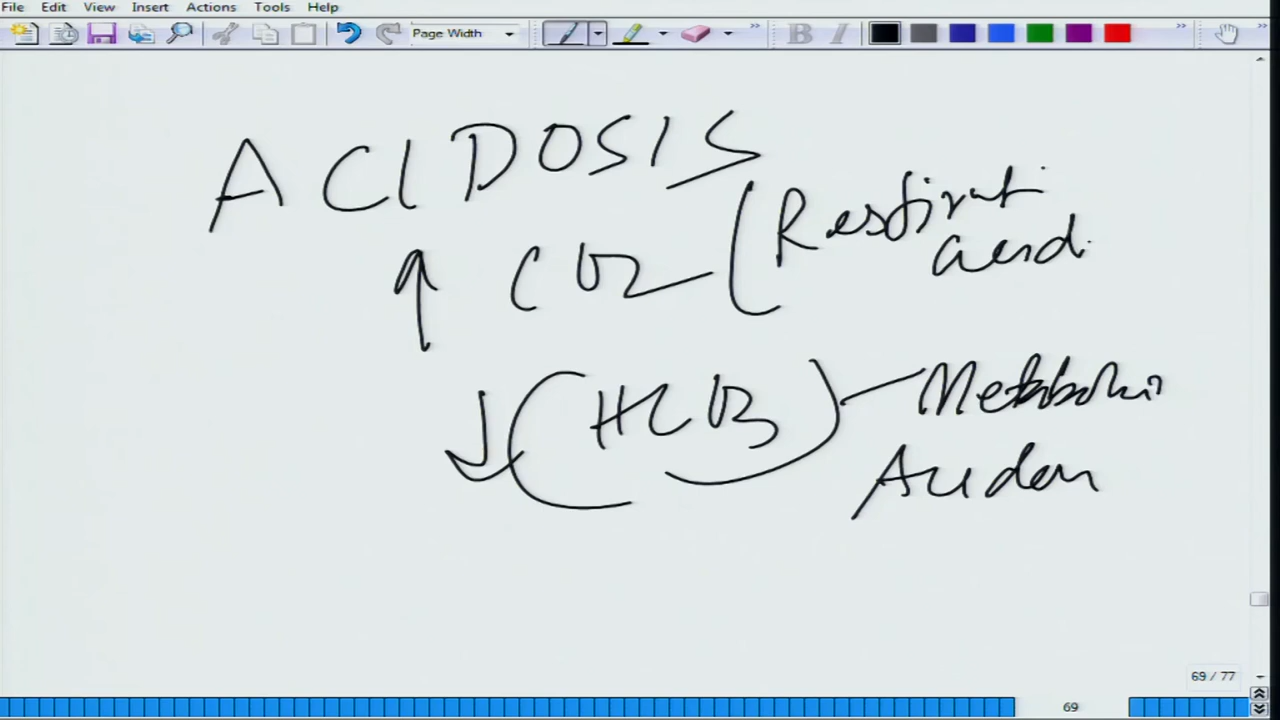 File Edit View Insert Actions Tools Help
Page Width
B I
ACIDOSIS
↑ CO2 (Respirat
acid.
↓ (HCO3) - Metabolic
Acidos
69 / 77
69